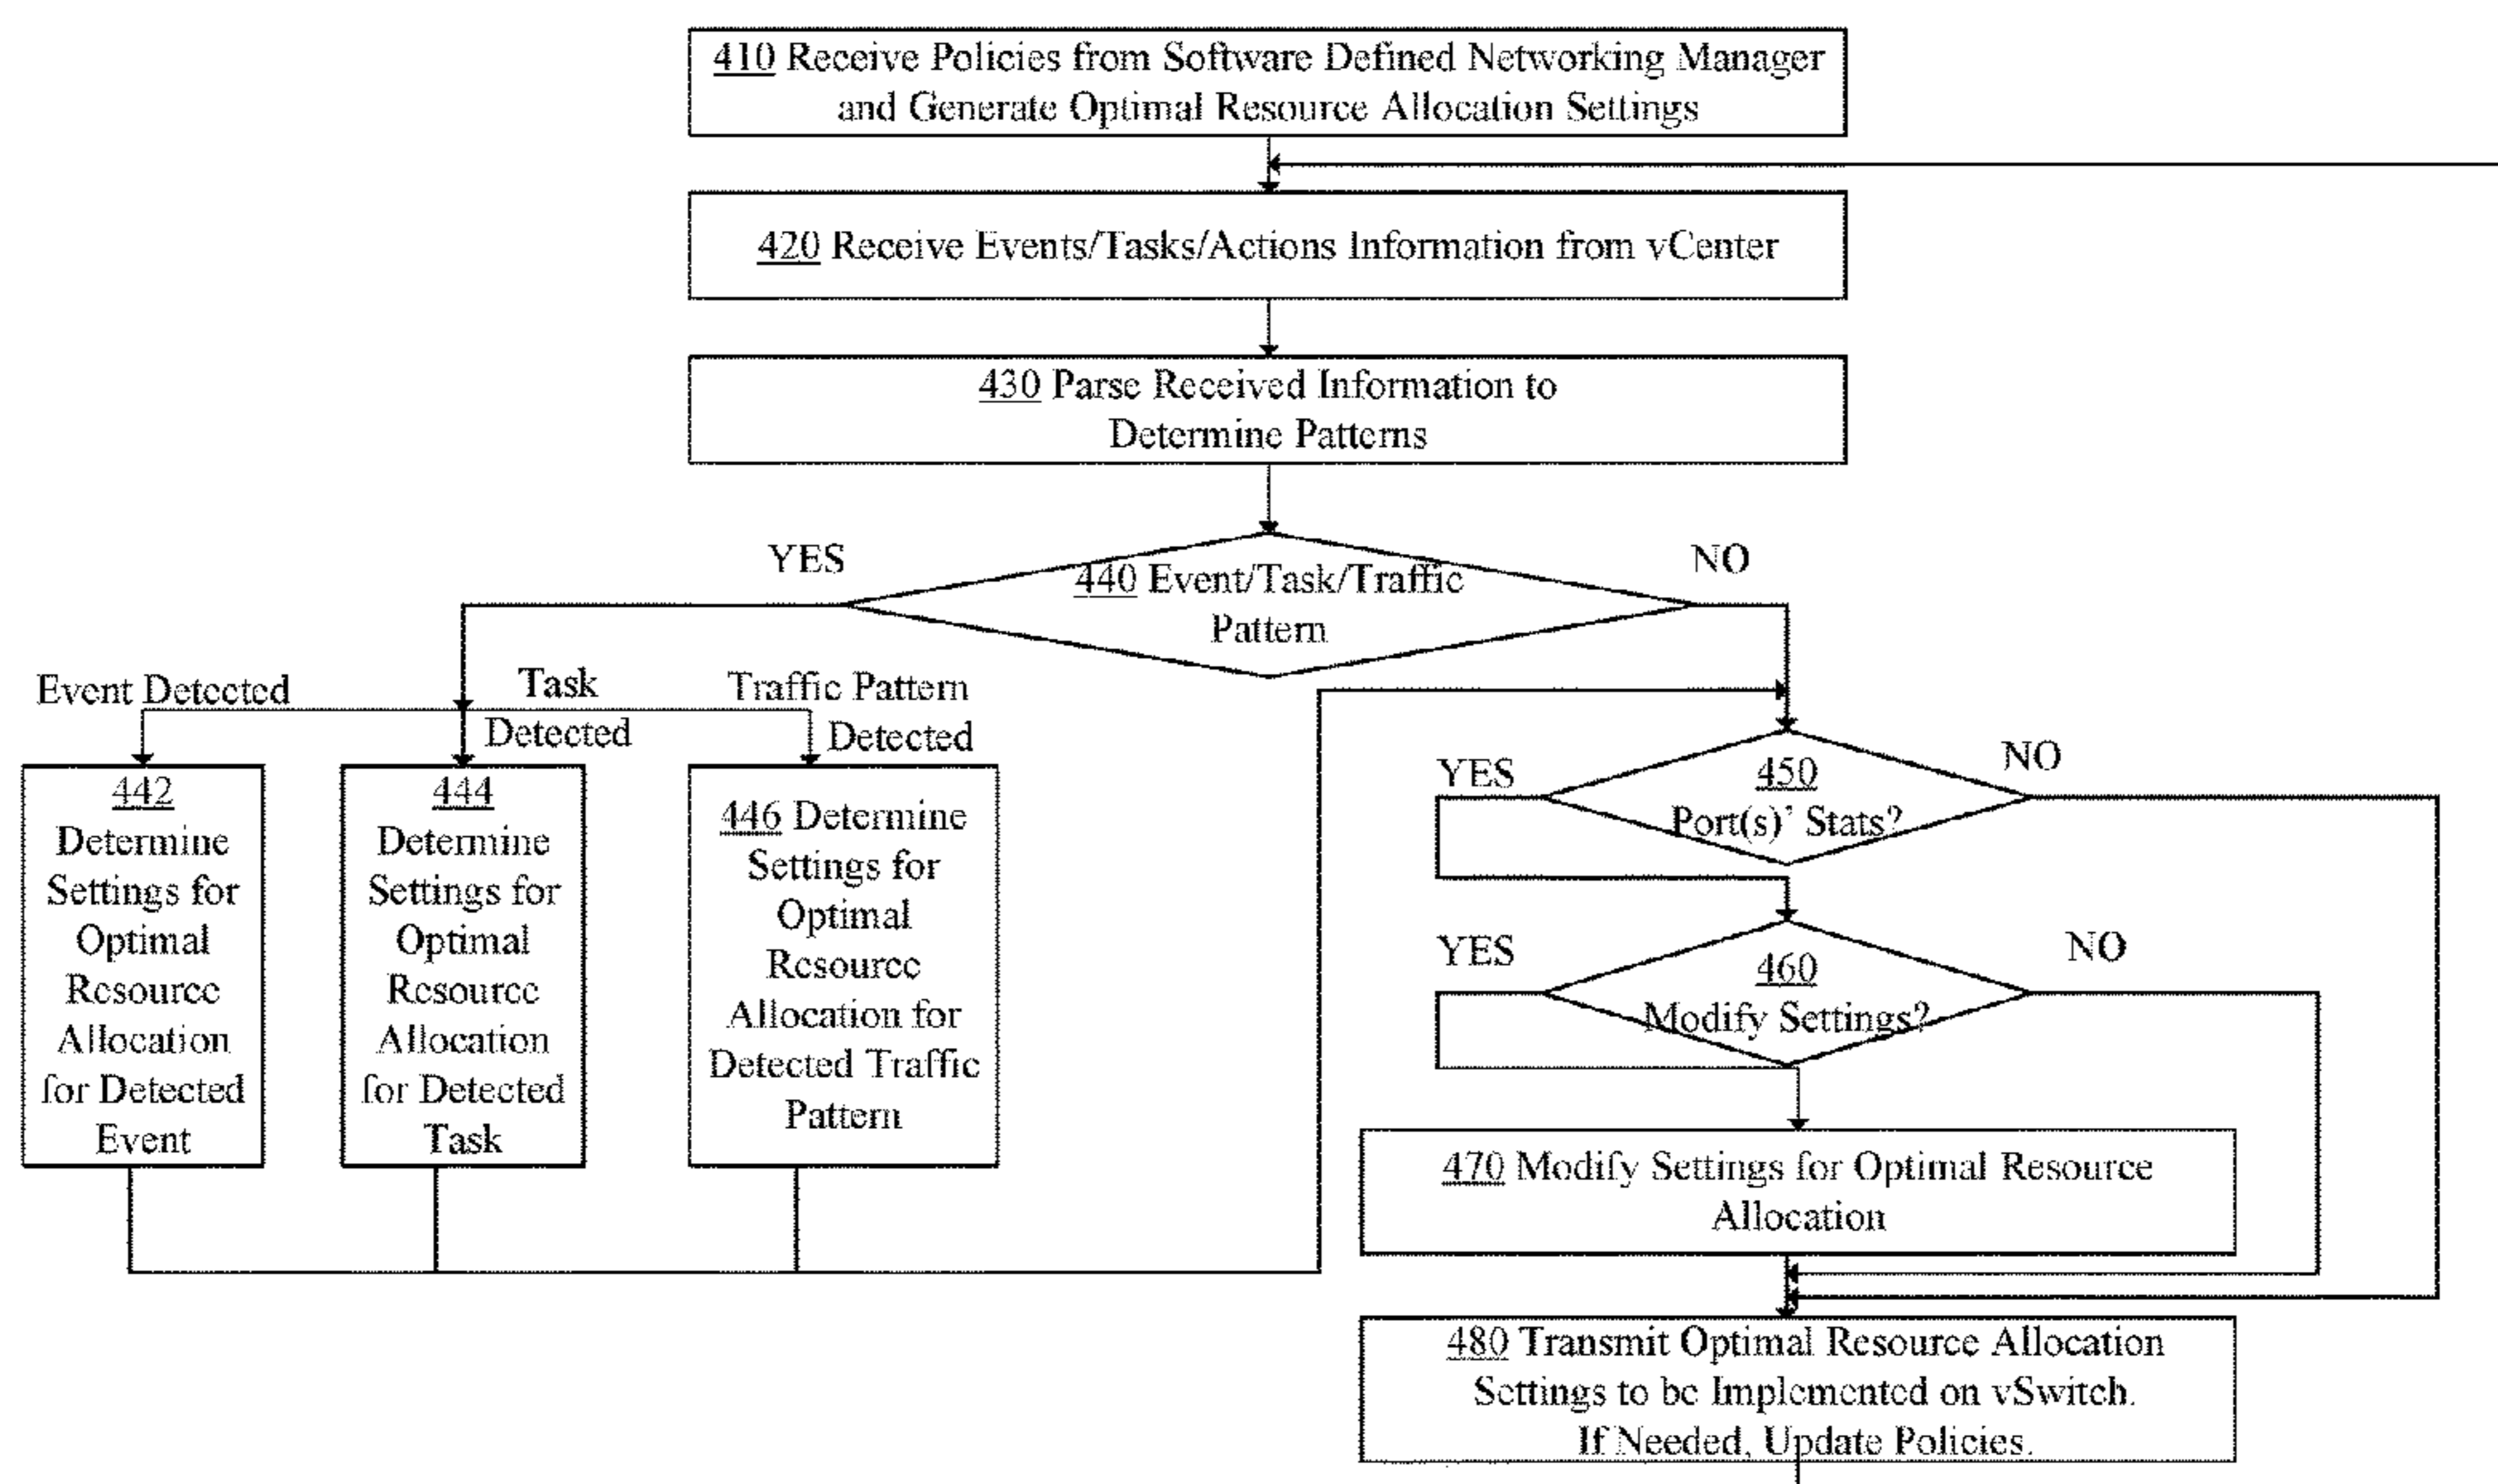 410 Receive Policies from Software Defined Networking Manager
and Generate Optimal Resource Allocation Settings
420 Receive Events/Tasks/Actions Information from vCenter
430 Parse Received Information to
Determine Patterns
YES
440 Event/Task/Traffic
Pattern
NO
Event Detected
Task
Detected
Traffic Pattern
Detected
442
Determine
Settings for
Optimal
Resource
Allocation
for Detected
Event
444
Determine
Settings for
Optimal
Resource
Allocation
for Detected
Task
446 Determine
Settings for
Optimal
Resource
Allocation for
Detected Traffic
Pattern
YES
450
Port(s)' Stats?
NO
YES
460
Modify Settings?
NO
470 Modify Settings for Optimal Resource
Allocation
480 Transmit Optimal Resource Allocation
Settings to be Implemented on vSwitch.
If Needed, Update Policies.